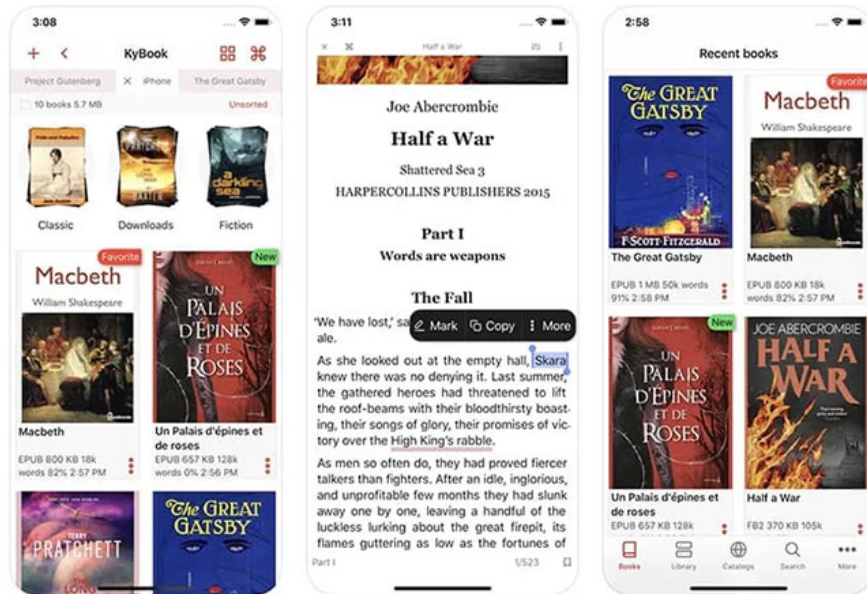 3:08
KyBook
Project Gutenberg
iPhone
The Great Gatsby
10 books 5.7 MB
Unsorted
Pride and Prejudice
THE LONG
BAXTER
a darkling sea
Classic
Downloads
Fiction
Favorite
Macbeth
William Shakespeare
New
SARAH J. MAAS
UN PALAIS D'ÉPINES ET DE ROSES
Macbeth
EPUB 800 KB 18k
words 82% 2:57 PM
Un Palais d'épines et
de roses
EPUB 657 KB 128k
words 0% 2:56 PM
TERRY
PRATCHETT
THE LONG
The GREAT
GATSBY
3:11
Half a War
Joe Abercrombie
Half a War
Shattered Sea 3
HARPERCOLLINS PUBLISHERS 2015
Part I
Words are weapons
The Fall
'We have lost,' sa
Mark
Copy
More
ale.
As she looked out at the empty hall, Skara
knew there was no denying it. Last summer,
the gathered heroes had threatened to lift
the roof-beams with their bloodthirsty boast-
ing, their songs of glory, their promises of vic-
tory over the High King's rabble.
As men so often do, they had proved fiercer
talkers than fighters. After an idle, inglorious,
and unprofitable few months they had slunk
away one by one, leaving a handful of the
luckless lurking about the great firepit, its
flames guttering as low as the fortunes of
Part I
1/523
2:58
Recent books
The GREAT
GATSBY
F·SCOTT·FITZGERALD
Favorite
Macbeth
William Shakespeare
The Great Gatsby
EPUB 1 MB 50k words
91% 2:58 PM
Macbeth
EPUB 800 KB 18k
words 82% 2:57 PM
New
UN
PALAIS
D'ÉPINES
ET DE
ROSES
JOE ABERCROMBIE
HALF A
WAR
Un Palais d'épines et
de roses
EPUB 657 KB 128k
Half a War
FB2 370 KB 105k
Books
Library
Catalogs
Search
More